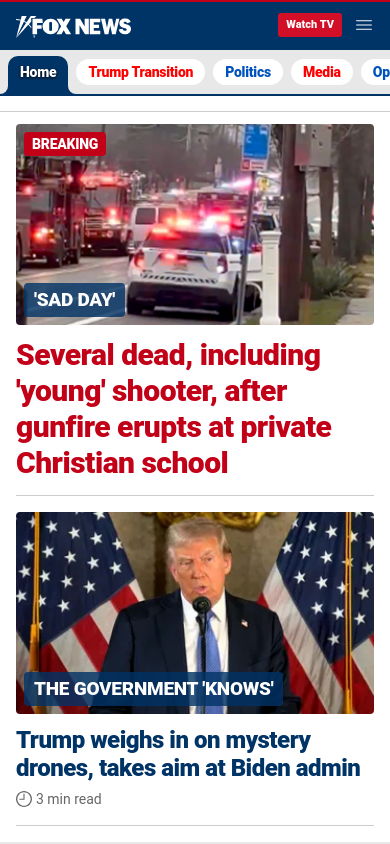 FOX NEWS
Watch TV
Home
Trump Transition
Politics
Media
Op
BREAKING
'SAD DAY'
Several dead, including
'young' shooter, after
gunfire erupts at private
Christian school
THE GOVERNMENT 'KNOWS'
Trump weighs in on mystery
drones, takes aim at Biden admin
3 min read